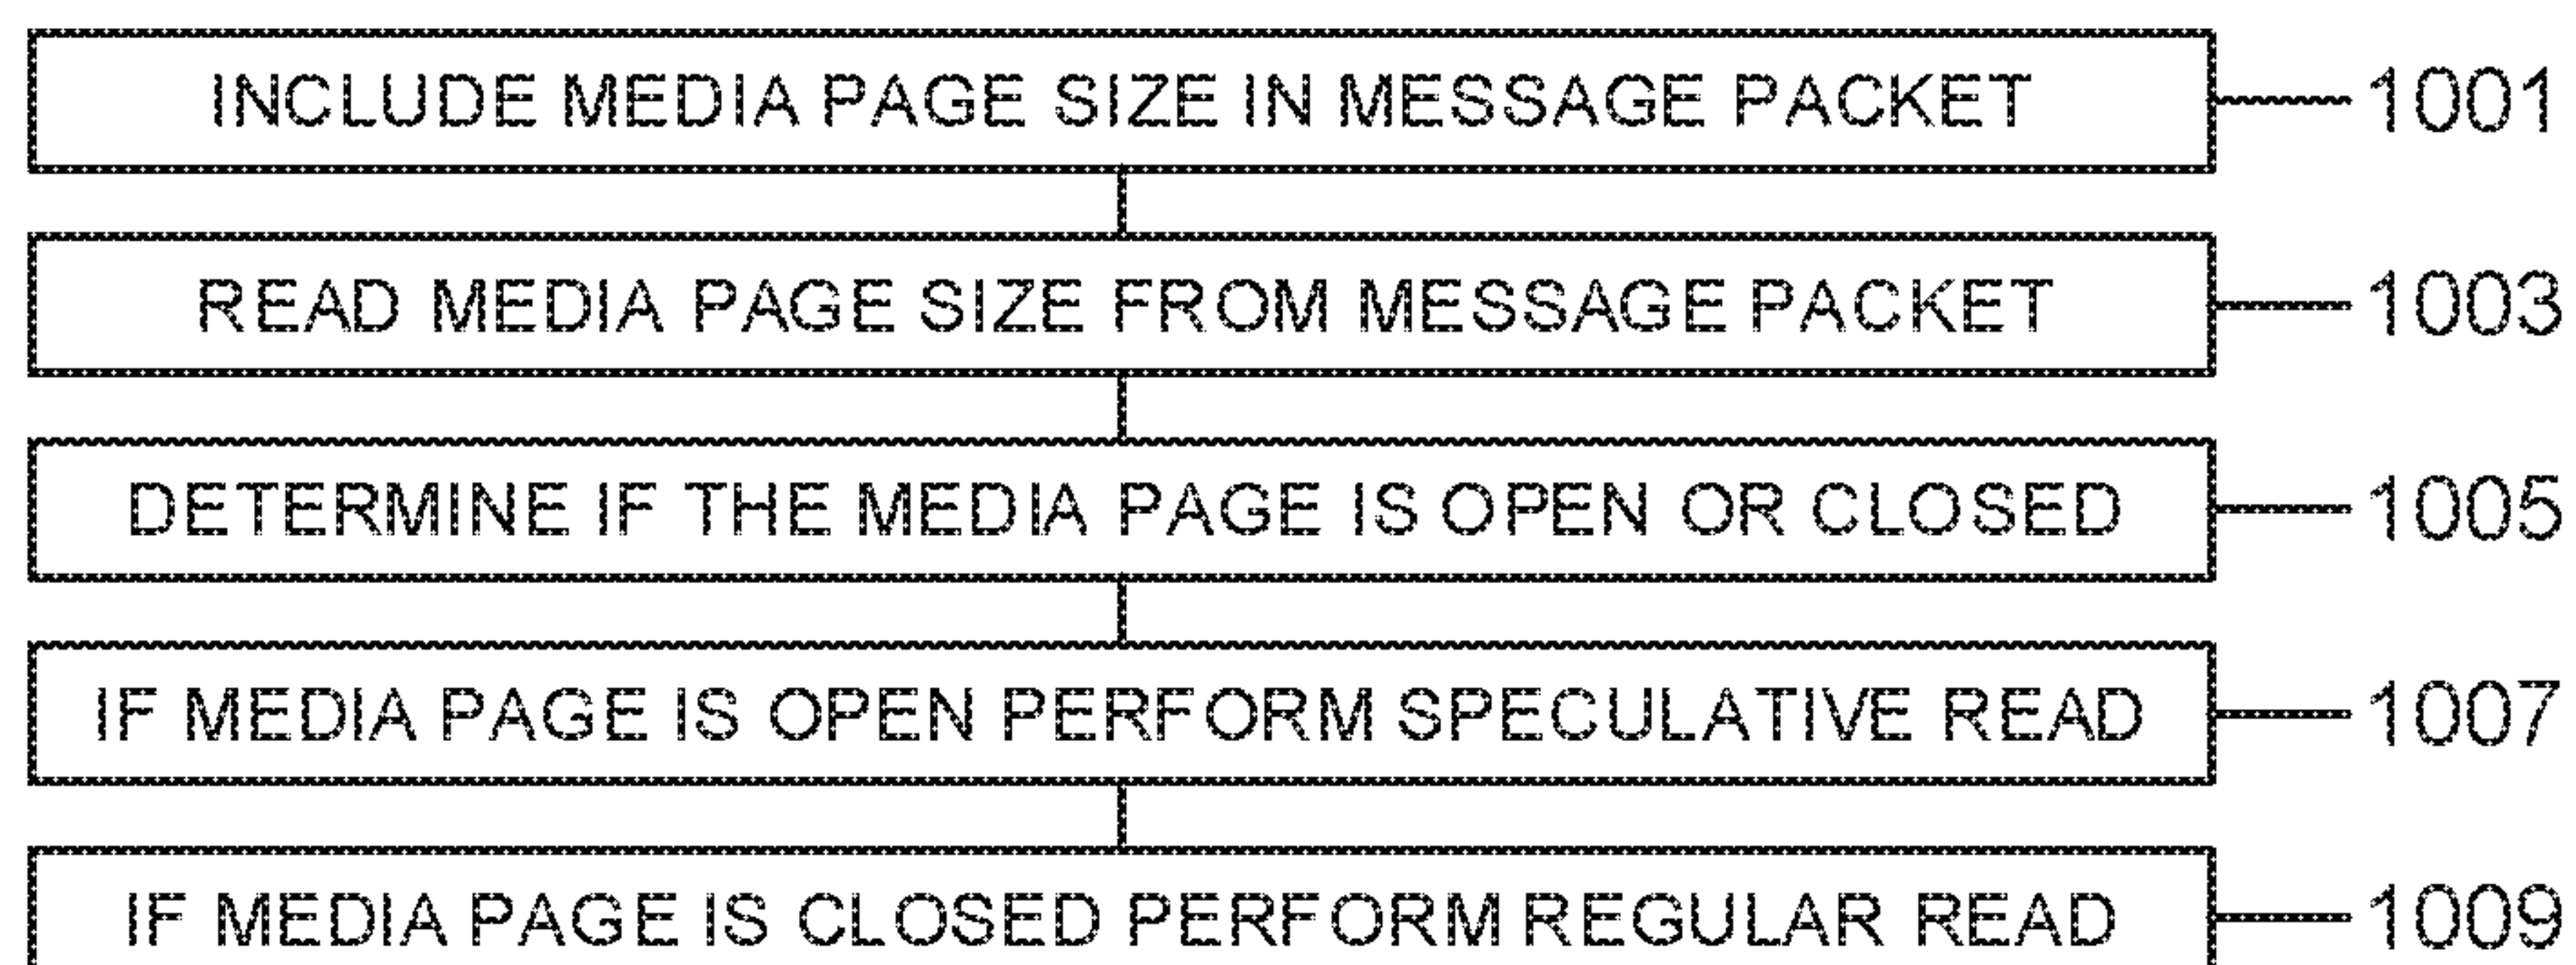 INCLUDE MEDIA PAGE SIZE IN MESSAGE PACKET 1001
READ MEDIA PAGE SIZE FROM MESSAGE PACKET 1003
DETERMINE IF THE MEDIA PAGE IS OPEN OR CLOSED 1005
IF MEDIA PAGE IS OPEN PERFORM SPECULATIVE READ 1007
IF MEDIA PAGE IS CLOSED PERFORM REGULAR READ 1009